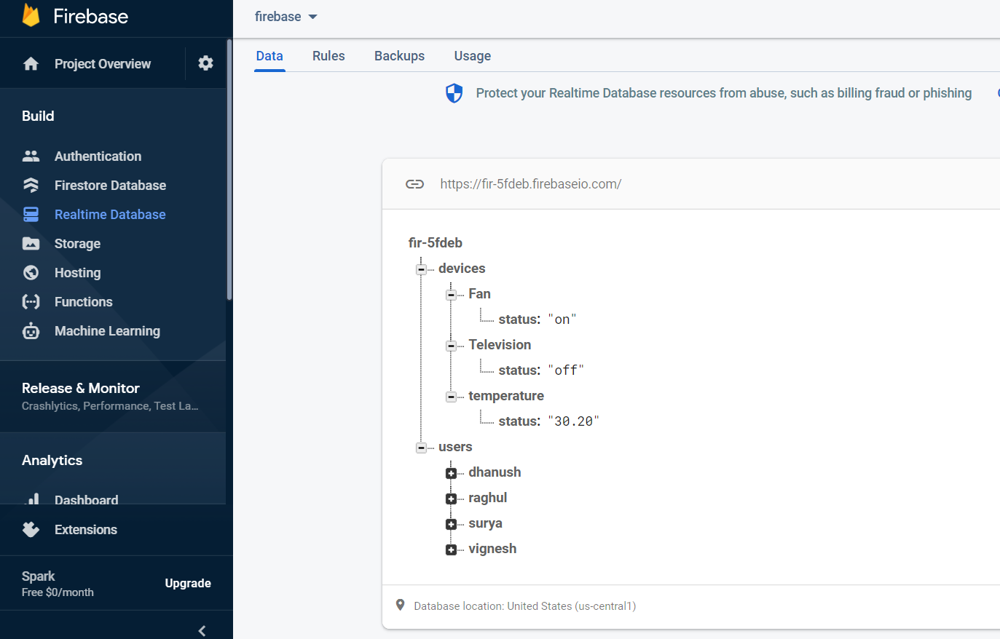 Firebase
Project Overview
Build
Authentication
Firestore Database
Realtime Database
Storage
Hosting
Functions
Machine Learning
Release & Monitor
Crashlytics, Performance, Test La...
Analytics
Dashboard
Extensions
Spark
Free $0/month
Upgrade
firebase
Data Rules Backups Usage
Protect your Realtime Database resources from abuse, such as billing fraud or phishing
https://fir-5fdeb.firebaseio.com/
fir-5fdeb
devices
Fan
status: "on"
Television
status: "off"
temperature
status: "30.20"
users
dhanush
raghul
surya
vignesh
Database location: United States (us-central1)